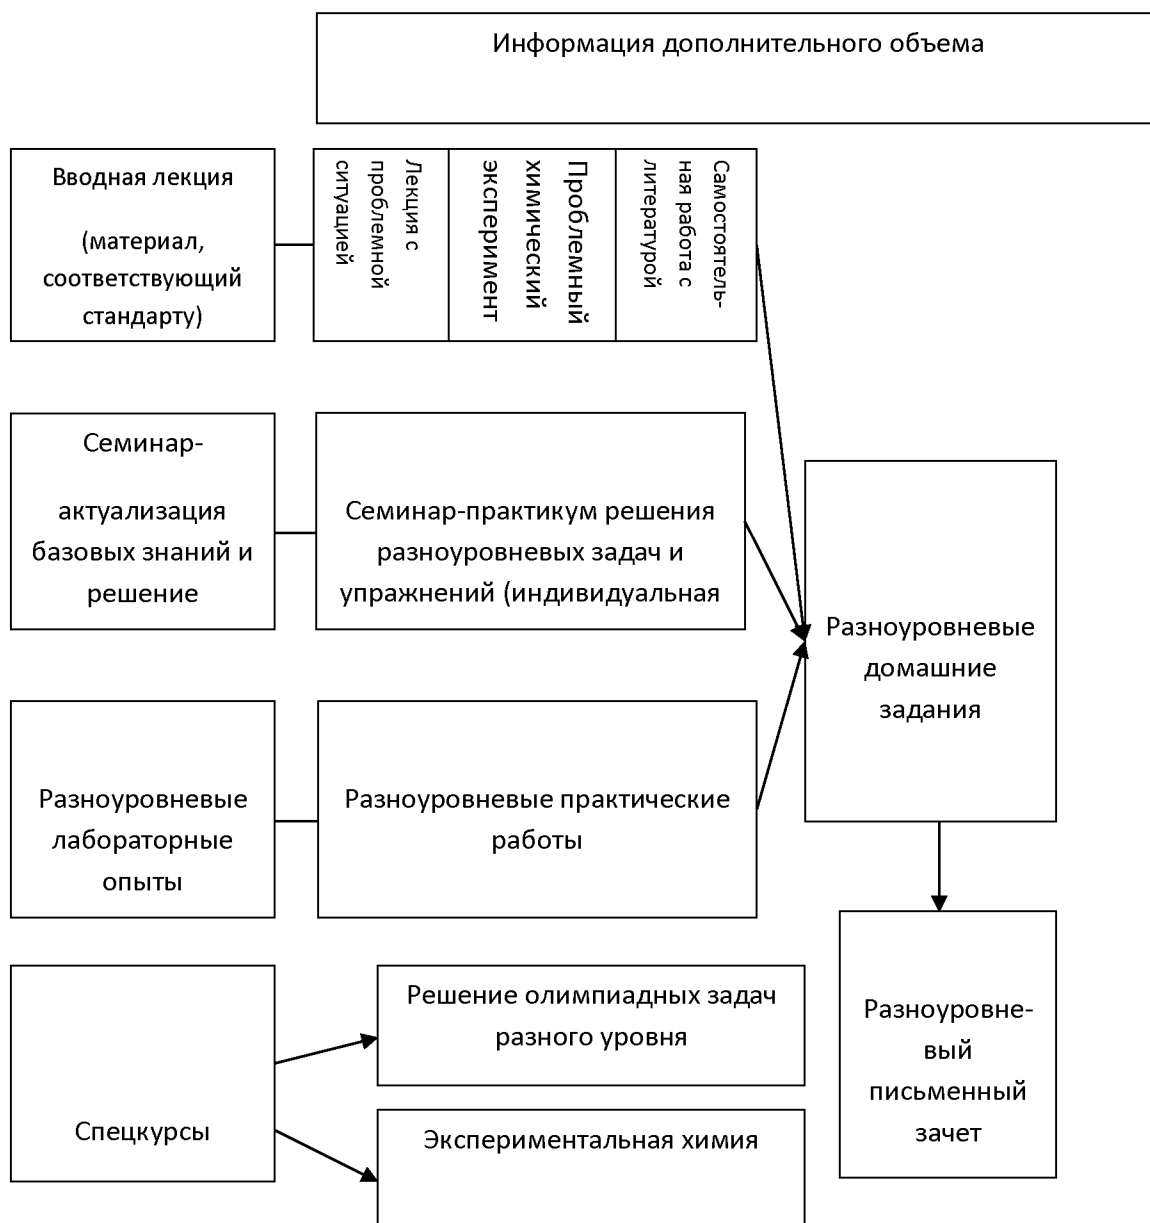 Информация дополнительного объема
Вводная лекция
(материал,
соответствующий
стандарту)
Лекция с
проблемной
ситуацией
Проблемный
химический
эксперимент
Самостоятель-
ная работа с
литературой
Семинар-
актуализация
базовых знаний и
решение
Семинар-практикум решения
разноуровневых задач и
упражнений (индивидуальная
Разноуровневые
домашние
задания
Разноуровневые
лабораторные
опыты
Разноуровневые практические
работы
Разноуровне-
вый
письменный
зачет
Спецкурсы
Решение олимпиадных задач
разного уровня
Экспериментальная химия